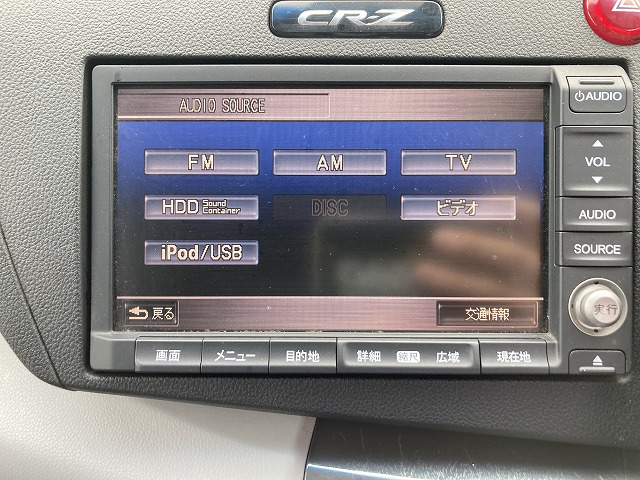 CR-Z
AUDIO SOURCE
AUDIO
FM AM TV
VOL
HDD Sound Container DISC ビデオ
AUDIO
iPod/USB
SOURCE
戻る 交通情報
実行
画面 メニュー 目的地 詳細 縮尺 広域 現在地